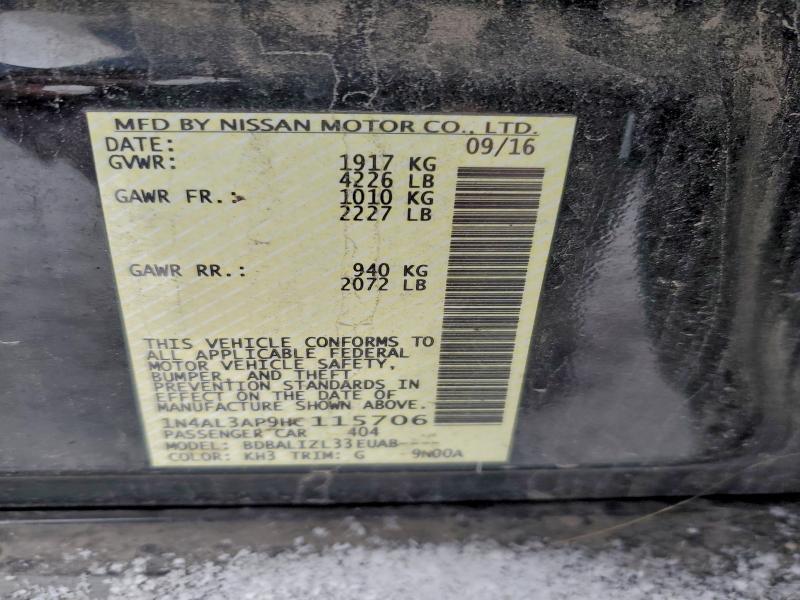 MFD BY NISSAN MOTOR CO., LTD.
DATE: 09/16
GVWR: 1917 KG
4226 LB
GAWR FR.: 1010 KG
2227 LB
GAWR RR.: 940 KG
2072 LB
THIS VEHICLE CONFORMS TO
ALL APPLICABLE FEDERAL
MOTOR VEHICLE SAFETY,
BUMPER, AND THEFT
PREVENTION STANDARDS IN
EFFECT ON THE DATE OF
MANUFACTURE SHOWN ABOVE.
1N4AL3AP9HC115706
PASSENGER CAR 404
MODEL: BDBALIZL33EUAB
COLOR: KH3 TRIM: G 9N00A